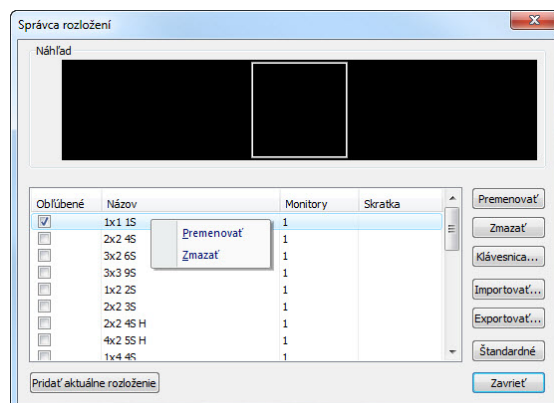 Správca rozložení
Náhľad
Obľúbené Názov Monitory Skratka
1x1 1S 1
2x2 4S 1
3x2 6S 1
3x3 9S 1
1x2 2S 1
2x2 3S 1
2x2 4S H 1
4x2 5S H 1
1x4 4S 1
Premenovať
Zmazať
Premenovať
Zmazať
Klávesnica...
Importovať...
Exportovať...
Štandardné
Pridať aktuálne rozloženie
Zavrieť